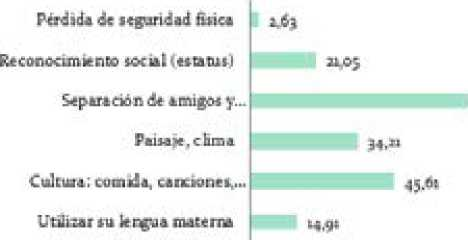 Pérdida de seguridad física 2,63
Reconocimiento social (estatus) 21,05
Separación de amigos y...
Paisaje, clima 34,21
Cultura: comida, canciones,... 45,61
Utilizar su lengua materna 14,91